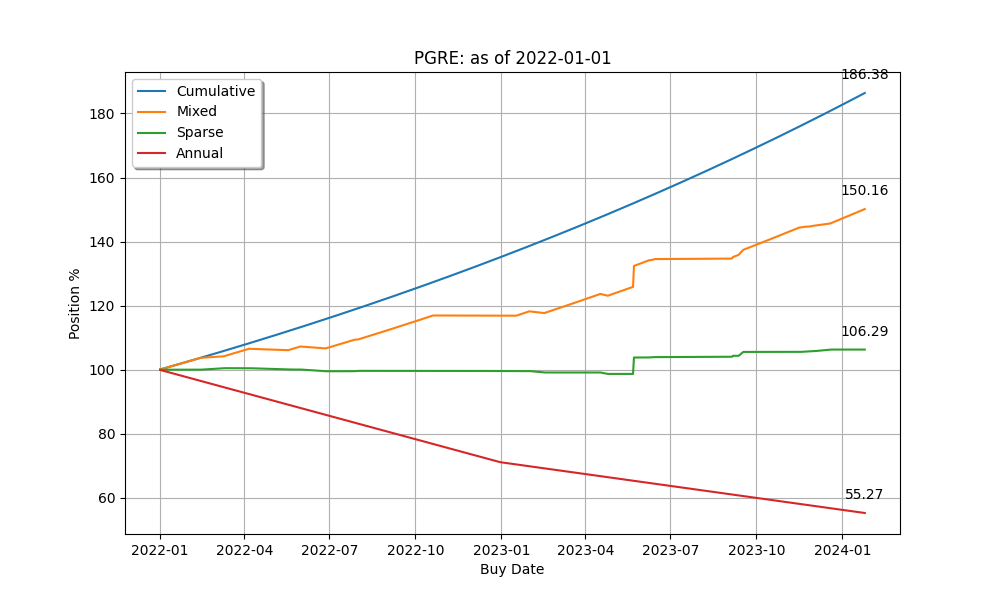 PGRE: as of 2022-01-01
Cumulative
Mixed
Sparse
Annual
186.38
150.16
106.29
55.27
Position %
180
160
140
120
100
80
60
2022-01
2022-04
2022-07
2022-10
2023-01
2023-04
2023-07
2023-10
2024-01
Buy Date